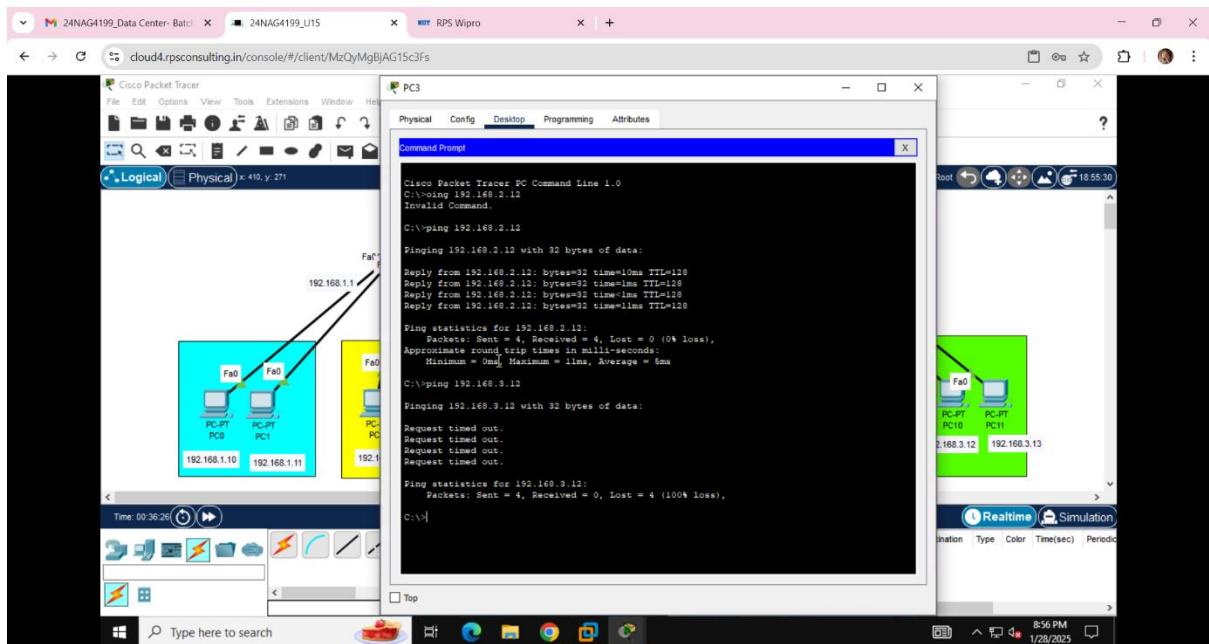 24NAG4199_Data Center- Batch
24NAG4199_U15
RPS Wipro
cloud4.rpsconsulting.in/console/#/client/MzQyMgBjAG15c3Fs
Cisco Packet Tracer
File Edit Options View Tools Extensions Window Hel
Logical
Physical
x: 410, y: 271
Root
18:55:30
PC3
Physical Config Desktop Programming Attributes
Command Prompt
X
Cisco Packet Tracer PC Command Line 1.0
C:\>oing 192.168.2.12
Invalid Command.
C:\>ping 192.168.2.12
Pinging 192.168.2.12 with 32 bytes of data:
Reply from 192.168.2.12: bytes=32 time=10ms TTL=128
Reply from 192.168.2.12: bytes=32 time=1ms TTL=128
Reply from 192.168.2.12: bytes=32 time<1ms TTL=128
Reply from 192.168.2.12: bytes=32 time=11ms TTL=128
Ping statistics for 192.168.2.12:
Packets: Sent = 4, Received = 4, Lost = 0 (0% loss),
Approximate round trip times in milli-seconds:
Minimum = 0ms, Maximum = 11ms, Average = 5ms
C:\>ping 192.168.3.12
Pinging 192.168.3.12 with 32 bytes of data:
Request timed out.
Request timed out.
Request timed out.
Request timed out.
Ping statistics for 192.168.3.12:
Packets: Sent = 4, Received = 0, Lost = 4 (100% loss),
C:\>
Top
Fa0
192.168.1.1
Fa0
Fa0
Fa0
PC-PT
PC0
PC-PT
PC1
PC-
PC
192.168.1.10
192.168.1.11
192.1
Fa0
PC-PT
PC10
PC-PT
PC11
2.168.3.12
192.168.3.13
Time: 00:36:26
Realtime
Simulation
ination Type Color Time(sec) Periodic
Type here to search
8:56 PM
1/28/2025